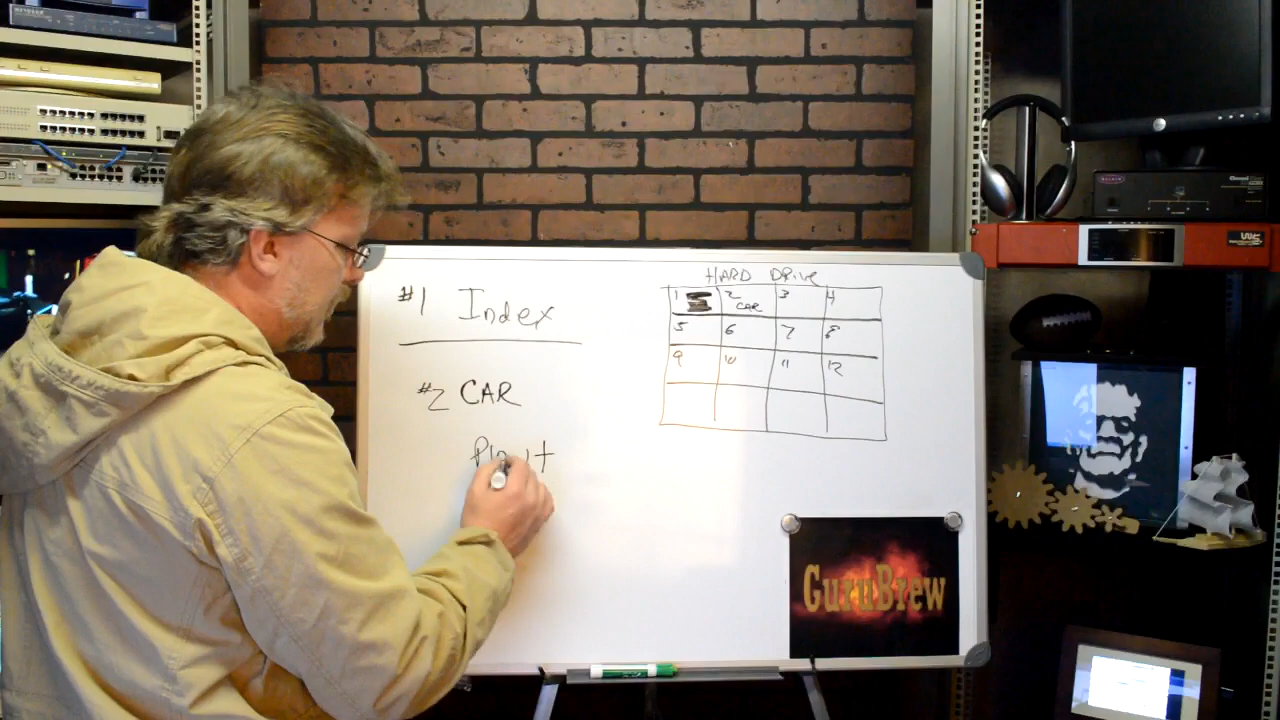 #1 Index
#2 CAR
HARD DRIVE
1 2 3 4
CAR
5 6 7 8
9 10 11 12
GuruBrew